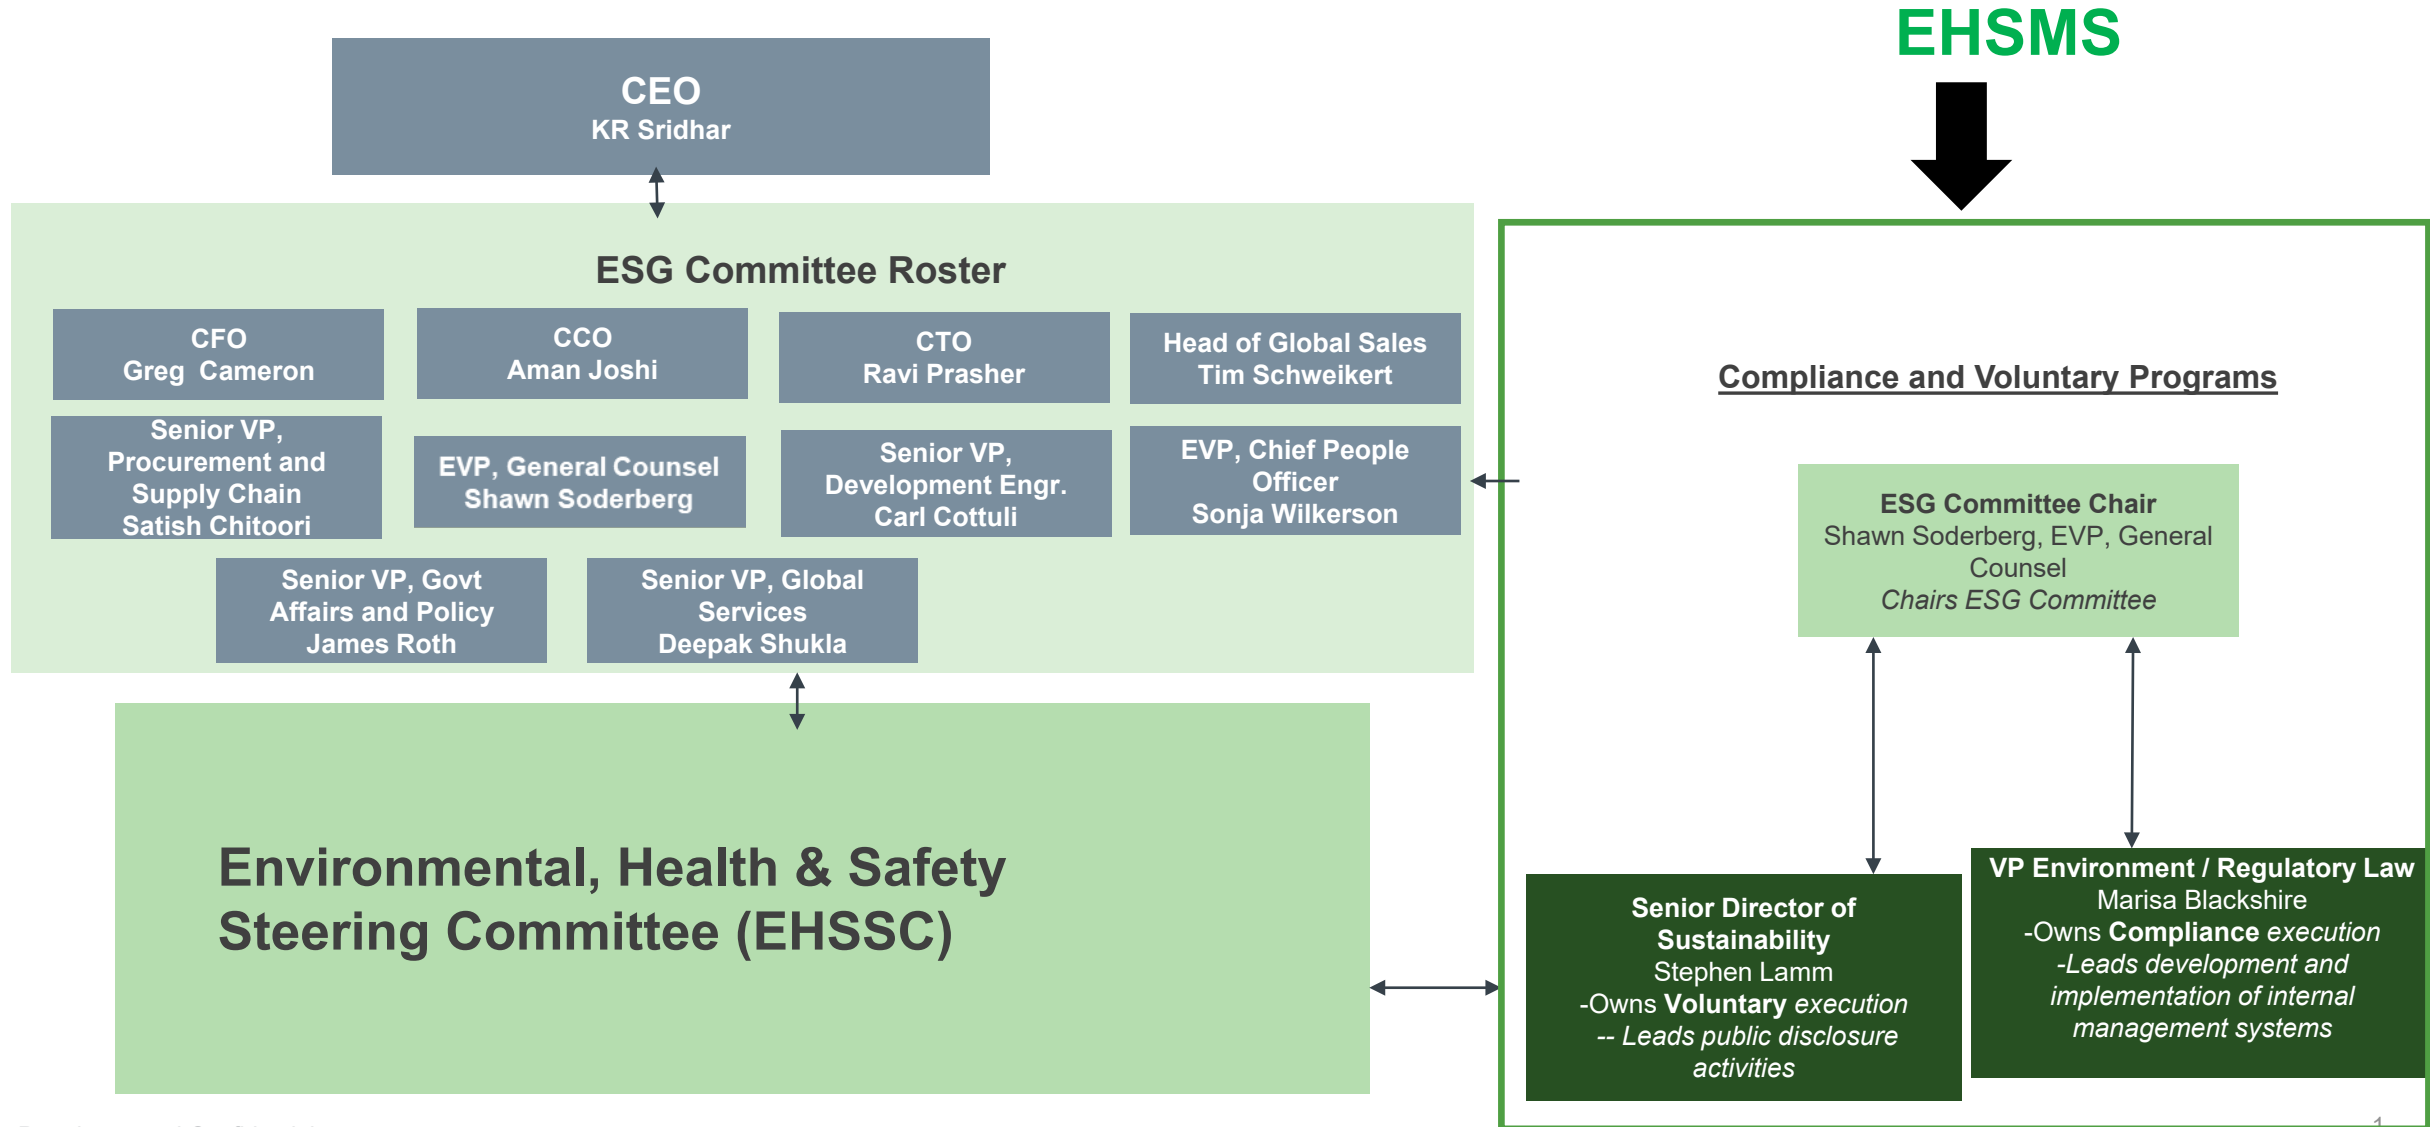 EHSMS
CEO
KR Sridhar
ESG Committee Roster
CFO
Greg Cameron
CCO
Aman Joshi
CTO
Ravi Prasher
Head of Global Sales
Tim Schweikert
Senior VP,
Procurement and
Supply Chain
Satish Chitoori
EVP, General Counsel
Shawn Soderberg
Senior VP,
Development Engr.
Carl Cottuli
EVP, Chief People
Officer
Sonja Wilkerson
Senior VP, Govt
Affairs and Policy
James Roth
Senior VP, Global
Services
Deepak Shukla
Environmental, Health & Safety
Steering Committee (EHSSC)
Compliance and Voluntary Programs
ESG Committee Chair
Shawn Soderberg, EVP, General
Counsel
Chairs ESG Committee
Senior Director of
Sustainability
Stephen Lamm
-Owns Voluntary execution
-- Leads public disclosure
activities
VP Environment / Regulatory Law
Marisa Blackshire
-Owns Compliance execution
-Leads development and
implementation of internal
management systems